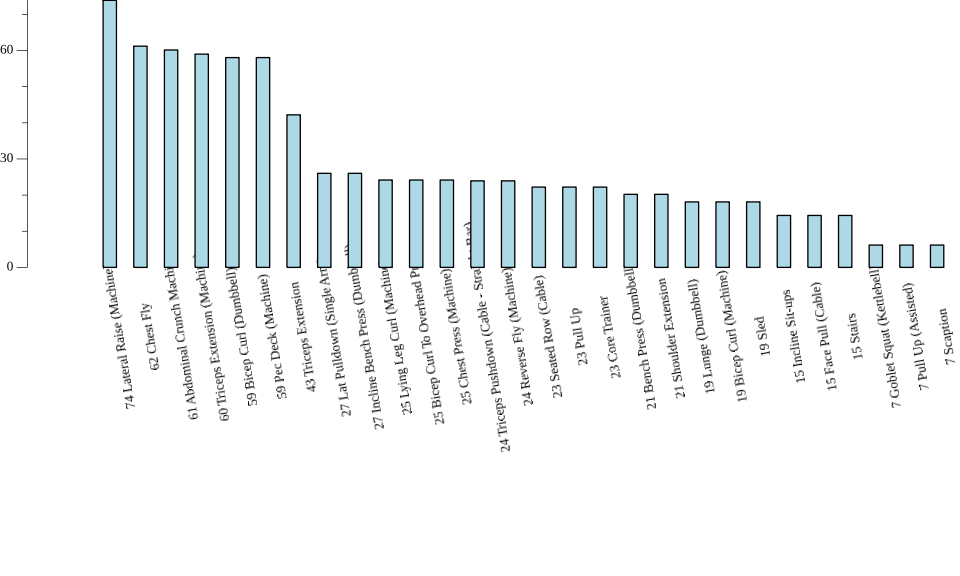 60
30
0
74 Lateral Raise (Machine
62 Chest Fly
61 Abdominal Crunch Machi
60 Triceps Extension (Machin
59 Bicep Curl (Dumbbell)
59 Pec Deck (Machine)
43 Triceps Extension
27 Lat Pulldown (Single Arm
27 Incline Bench Press (Dumb
25 Lying Leg Curl (Machine
25 Bicep Curl To Overhead Pr
25 Chest Press (Machine)
24 Triceps Pushdown (Cable - Stra Bar)
24 Reverse Fly (Machine)
23 Seated Row (Cable)
23 Pull Up
23 Core Trainer
21 Bench Press (Dumbbell
21 Shoulder Extension
19 Lunge (Dumbbell)
19 Bicep Curl (Machine)
19 Sled
15 Incline Sit-ups
15 Face Pull (Cable)
15 Stairs
7 Goblet Squat (Kettlebell
7 Pull Up (Assisted)
7 Scaption